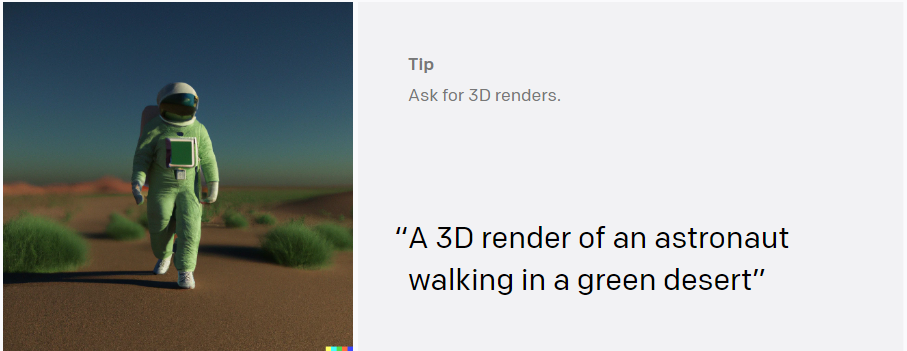 Tip
Ask for 3D renders.
“A 3D render of an astronaut
walking in a green desert”